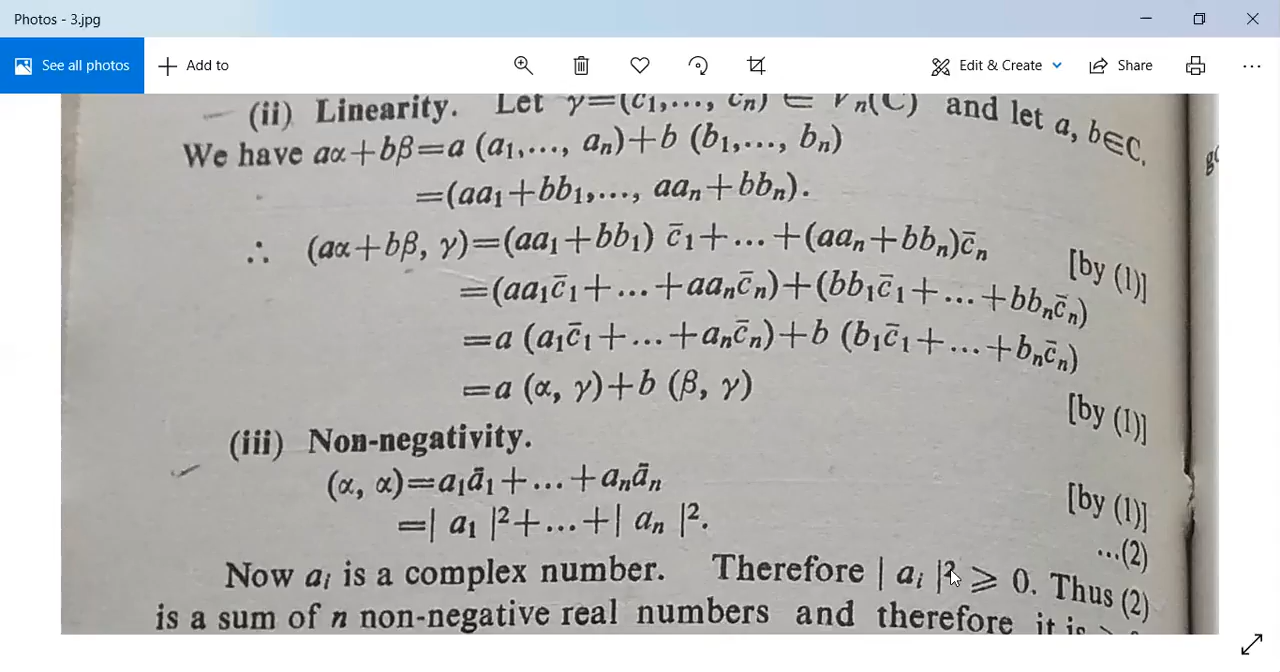 Photos - 3.jpg
See all photos
Add to
Edit & Create
Share
(ii) Linearity. Let γ=(c₁,..., cₙ) ∈ Vₙ(C) and let a, b∈C.
We have aα+bβ=a (a₁,..., aₙ)+b (b₁,..., bₙ)
=(aa₁+bb₁,..., aaₙ+bbₙ).
∴ (aα+bβ, γ)=(aa₁+bb₁) c̄₁+...+(aaₙ+bbₙ)c̄ₙ [by (1)]
=(aa₁c̄₁+...+aaₙc̄ₙ)+(bb₁c̄₁+...+bbₙc̄ₙ)
=a (a₁c̄₁+...+aₙc̄ₙ)+b (b₁c̄₁+...+bₙc̄ₙ)
=a (α, γ)+b (β, γ) [by (1)]
(iii) Non-negativity.
(α, α)=a₁ā₁+...+aₙāₙ [by (1)]
=| a₁ |²+...+| aₙ |². ...(2)
Now aᵢ is a complex number. Therefore | aᵢ |² ⩾ 0. Thus (2)
is a sum of n non-negative real numbers and therefore it is